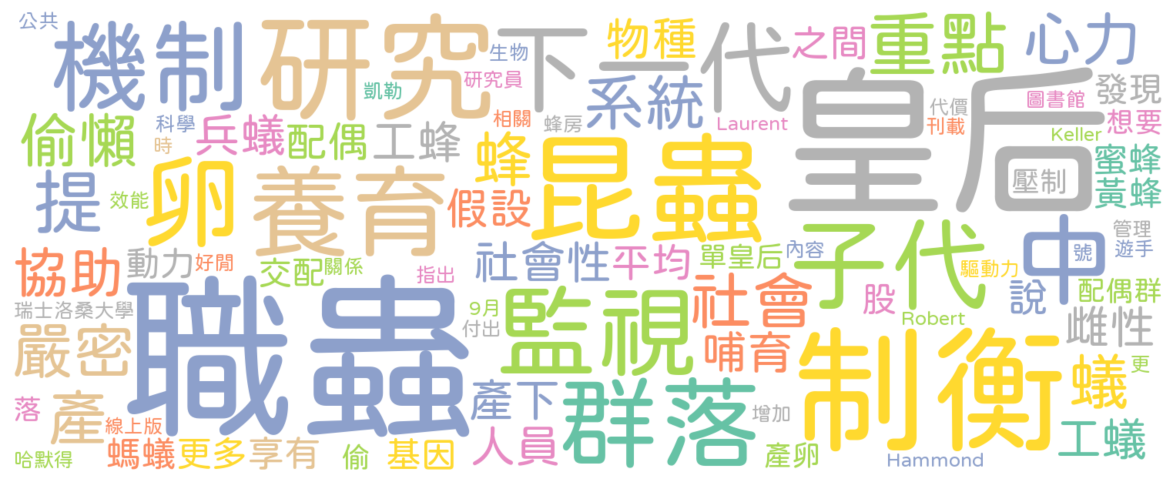 公共
機制
研究
生物
研究員
凱勒
下一代
物種
系統
之間
重點
心力
皇后
代價
刊載
圖書館
發現
Keller
想要
偷懶
科學
時
兵蟻
配偶
工蜂
相關
蜂房
Laurent
蜂
昆蟲
壓制
蜜蜂
黃蜂
提
效能
卵
養育
假設
協助
動力
好閒
交配
關係
指出
社會性
平均
單皇后
內容
子代
驅動力
中
號
管理
遊手
瑞士洛桑大學
職蟲
9月
付出
監視
社會
股
Robert
說
配偶群
嚴密
哺育
制衡
雌性
落
產
線上版
產下
群落
增加
蟻
更
哈默得
螞蟻
更多
享有
偷
基因
人員
產卵
Hammond
工蟻